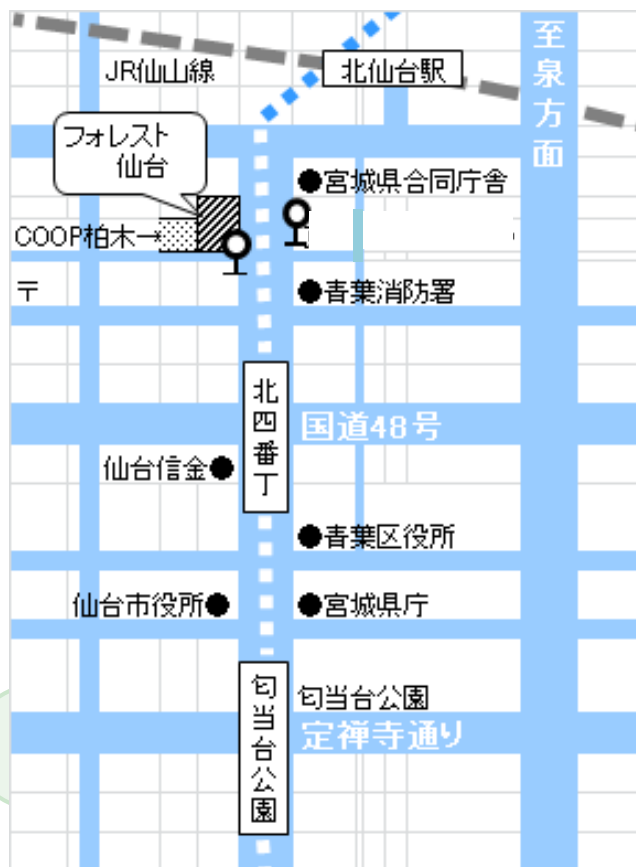 JR仙山線
北仙台駅
至泉方面
フォレスト
仙台
●宮城県合同庁舎
COOP柏木→
〒
●青葉消防署
北四番丁
国道48号
仙台信金●
●青葉区役所
仙台市役所●
●宮城県庁
匂当台公園
匂当台公園
定禅寺通り